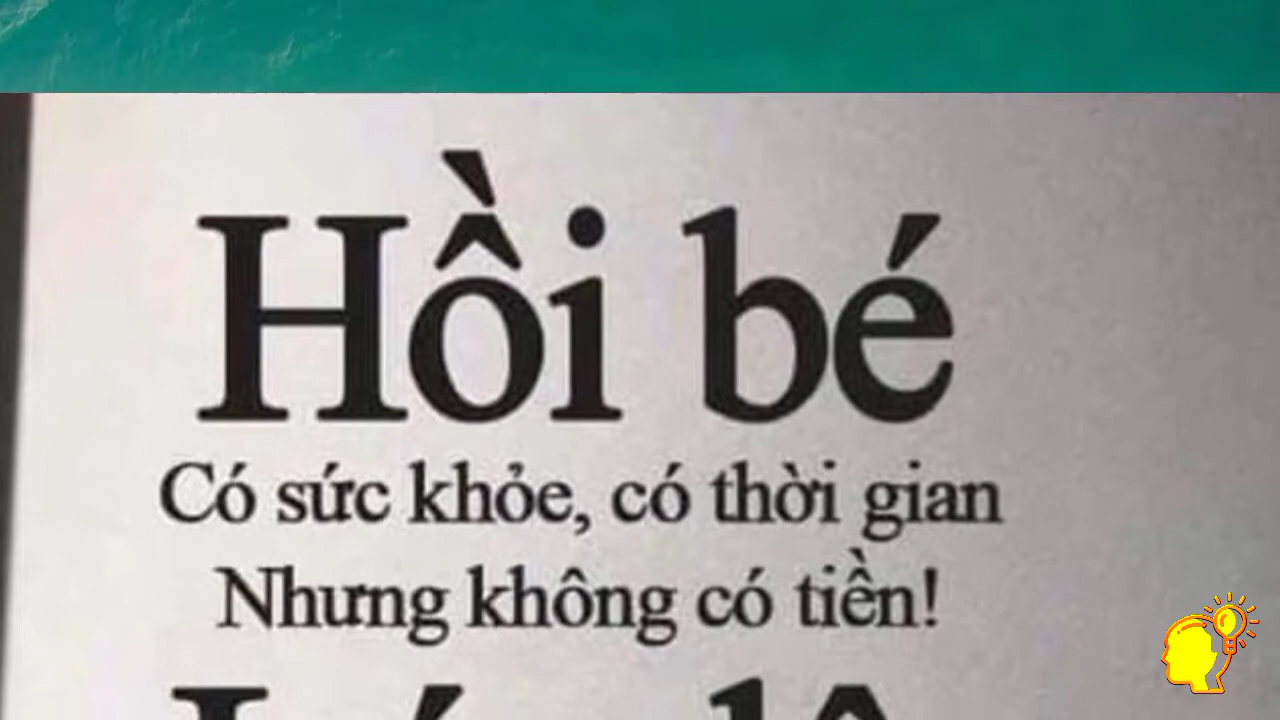 Hồi bé
Có sức khỏe, có thời gian
Nhưng không có tiền!